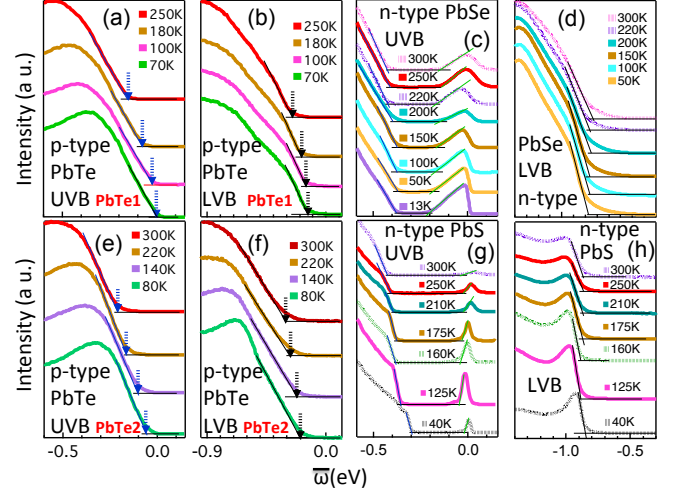 Intensity (a u.)
(a)
250K
180K
100K
70K
p-type
PbTe
UVB PbTe1
(b)
250K
180K
100K
70K
p-type
PbTe
LVB PbTe1
n-type PbSe
UVB
(c)
300K
250K
220K
200K
150K
100K
50K
13K
(d)
300K
220K
200K
150K
100K
50K
PbSe
LVB
n-type
Intensity (a u.)
(e)
300K
220K
140K
80K
p-type
PbTe
UVB PbTe2
-0.5
0.0
(f)
300K
220K
140K
80K
p-type
PbTe
LVB PbTe2
-0.9
0.0
n-type PbS
UVB
(g)
300K
250K
210K
175K
160K
125K
40K
-0.5
0.0
n-type
PbS
(h)
300K
250K
210K
175K
160K
125K
40K
LVB
-1.0
-0.5
ω̅(eV)